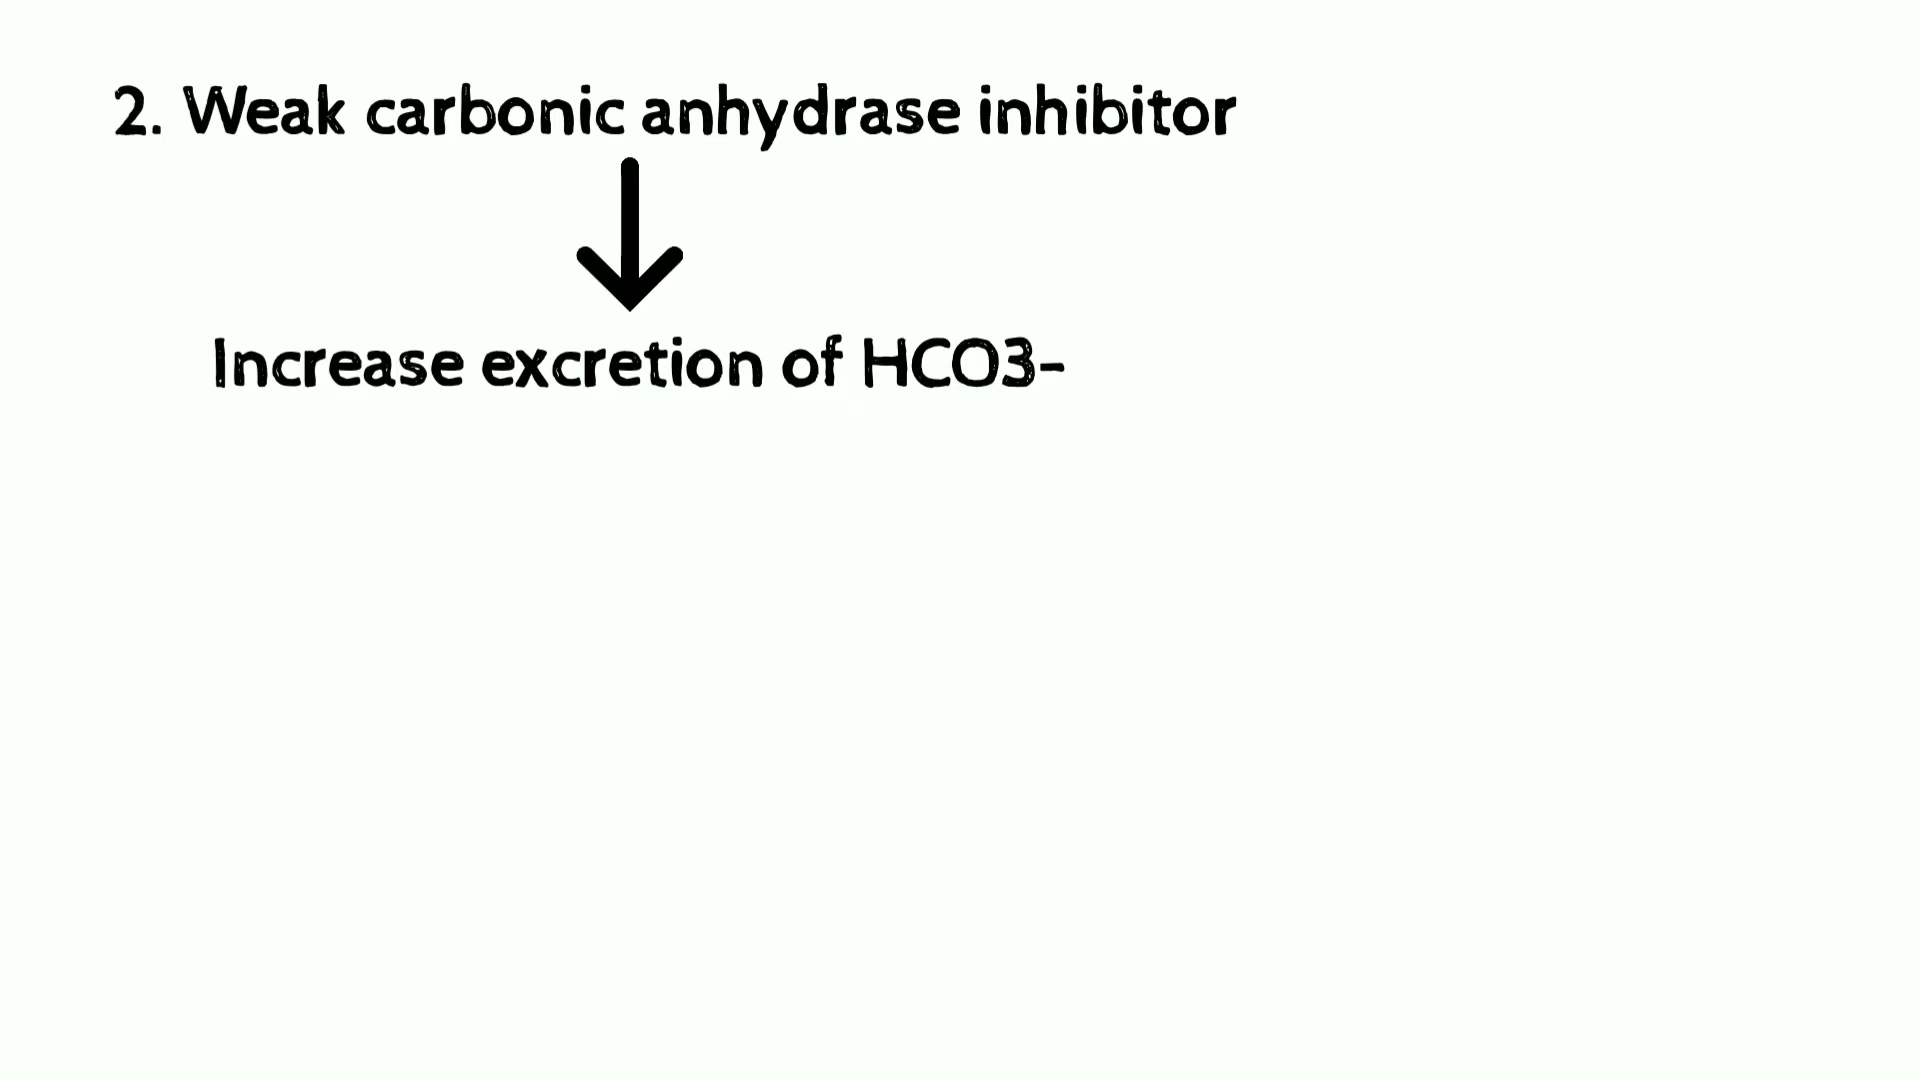 2. Weak carbonic anhydrase inhibitor
Increase excretion of HCO3-